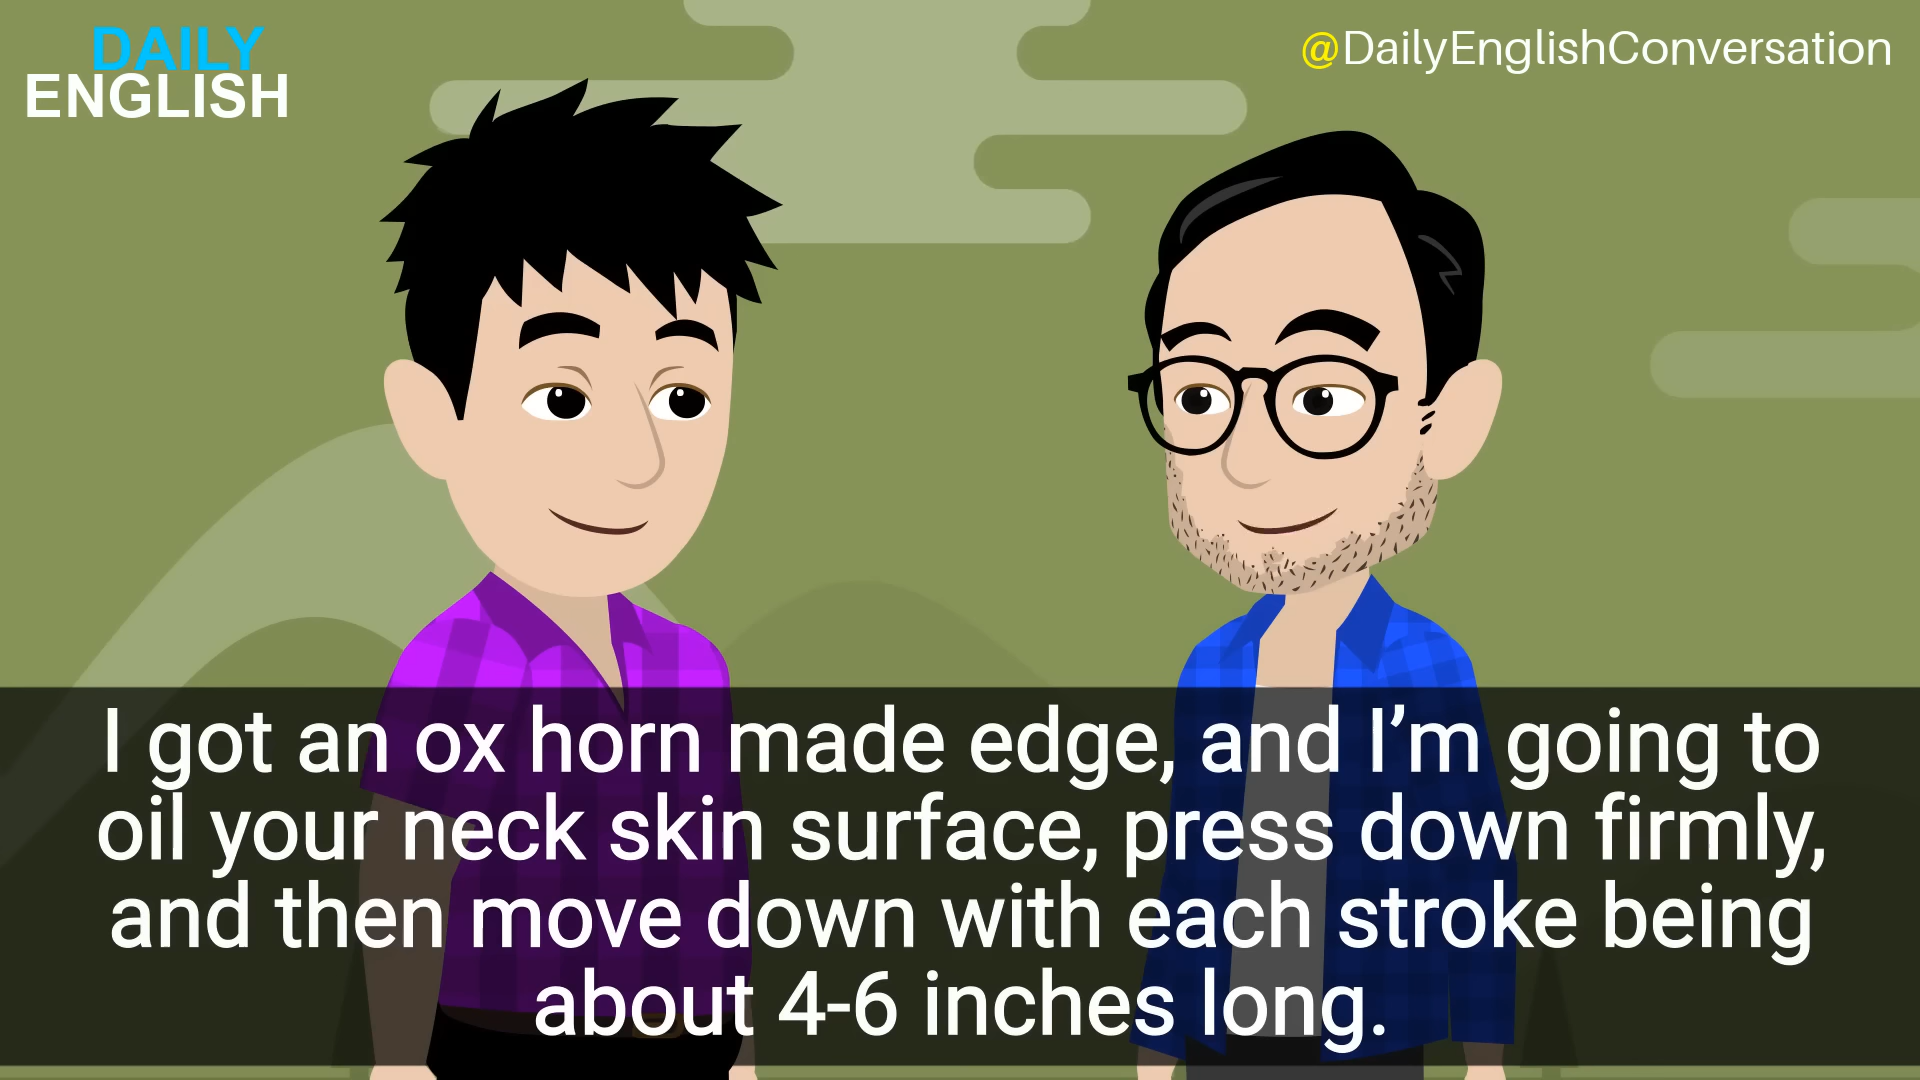 DAILY
ENGLISH
@DailyEnglishConversation
I got an ox horn made edge, and I’m going to
oil your neck skin surface, press down firmly,
and then move down with each stroke being
about 4-6 inches long.